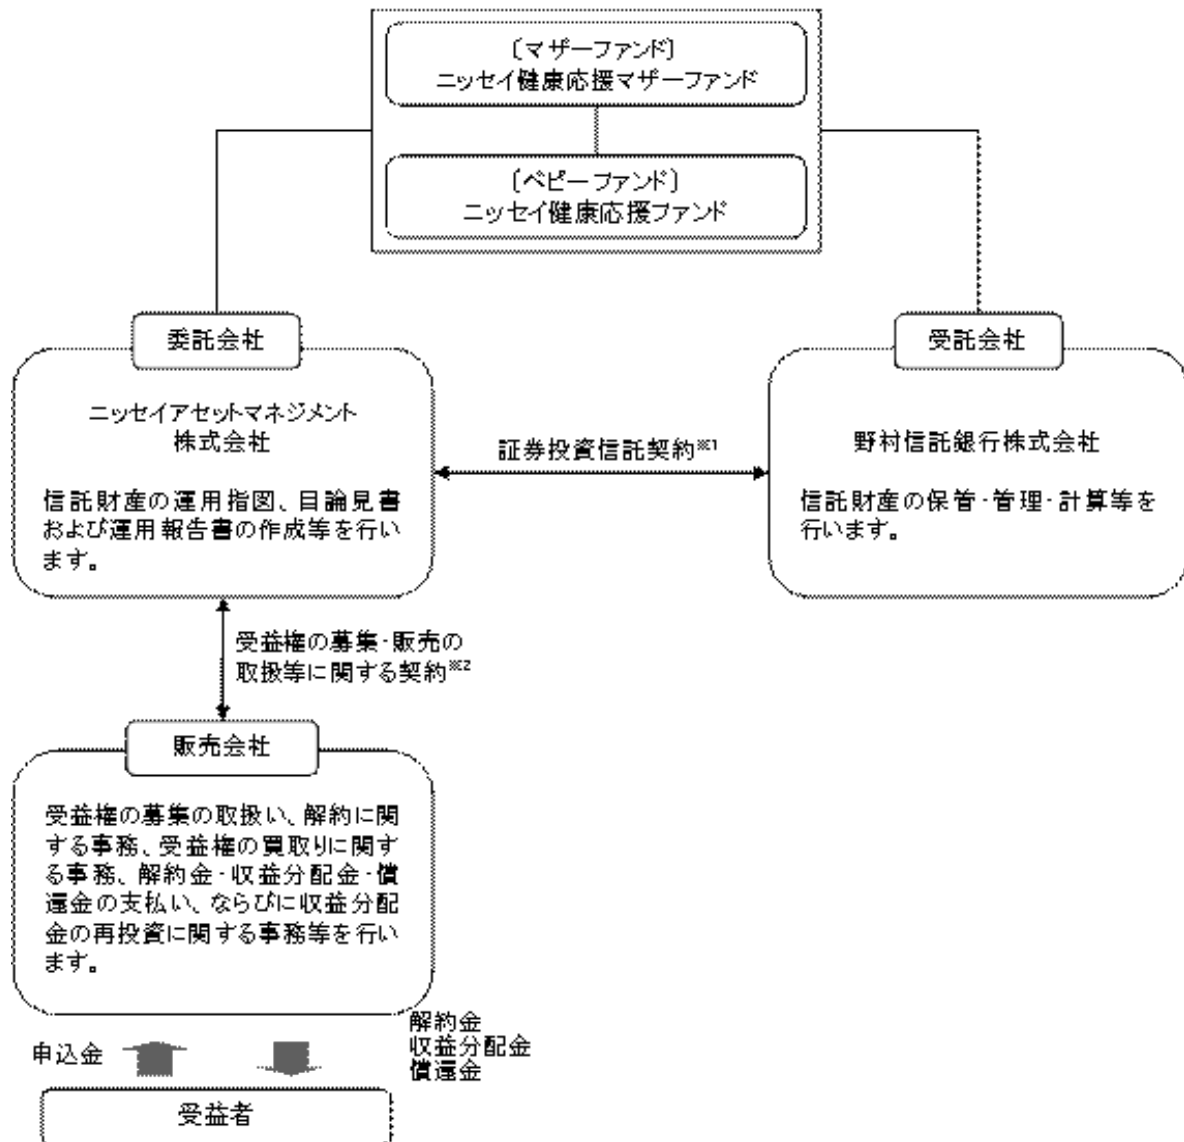 〔マザーファンド〕
ニッセイ健康応援マザーファンド
〔ベビーファンド〕
ニッセイ健康応援ファンド
委託会社
ニッセイアセットマネジメント
株式会社
信託財産の運用指図、目論見書
および運用報告書の作成等を行い
ます。
証券投資信託契約※1
受託会社
野村信託銀行株式会社
信託財産の保管・管理・計算等を
行います。
受益権の募集・販売の
取扱等に関する契約※2
販売会社
受益権の募集の取扱い、解約に関
する事務、受益権の買取りに関す
る事務、解約金・収益分配金・償
還金の支払い、ならびに収益分配
金の再投資に関する事務等を行い
ます。
申込金
解約金
収益分配金
償還金
受益者